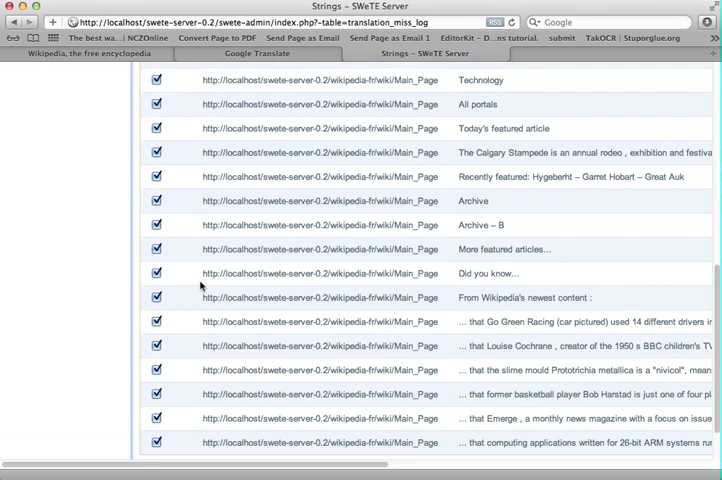 Strings – SWeTE Server
http://localhost/swete-server-0.2/swete-admin/index.php?-table=translation_miss_log
RSS
Google
The best wa... | NCZOnline
Convert Page to PDF
Send Page as Email
Send Page as Email 1
EditorKit – D...ns tutorial.
submit
TakOCR | Stuporglue.org
Wikipedia, the free encyclopedia
Google Translate
Strings – SWeTE Server
http://localhost/swete-server-0.2/wikipedia-fr/wiki/Main_Page Technology
http://localhost/swete-server-0.2/wikipedia-fr/wiki/Main_Page All portals
http://localhost/swete-server-0.2/wikipedia-fr/wiki/Main_Page Today's featured article
http://localhost/swete-server-0.2/wikipedia-fr/wiki/Main_Page The Calgary Stampede is an annual rodeo , exhibition and festiva
http://localhost/swete-server-0.2/wikipedia-fr/wiki/Main_Page Recently featured: Hygeberht – Garret Hobart – Great Auk
http://localhost/swete-server-0.2/wikipedia-fr/wiki/Main_Page Archive
http://localhost/swete-server-0.2/wikipedia-fr/wiki/Main_Page Archive – B
http://localhost/swete-server-0.2/wikipedia-fr/wiki/Main_Page More featured articles...
http://localhost/swete-server-0.2/wikipedia-fr/wiki/Main_Page Did you know...
http://localhost/swete-server-0.2/wikipedia-fr/wiki/Main_Page From Wikipedia's newest content :
http://localhost/swete-server-0.2/wikipedia-fr/wiki/Main_Page ... that Go Green Racing (car pictured) used 14 different drivers i
http://localhost/swete-server-0.2/wikipedia-fr/wiki/Main_Page ... that Louise Cochrane , creator of the 1950 s BBC children's TV
http://localhost/swete-server-0.2/wikipedia-fr/wiki/Main_Page ... that the slime mould Prototrichia metallica is a "nivicol", mean
http://localhost/swete-server-0.2/wikipedia-fr/wiki/Main_Page ... that former basketball player Bob Harstad is just one of four pl
http://localhost/swete-server-0.2/wikipedia-fr/wiki/Main_Page ... that Emerge , a monthly news magazine with a focus on issue
http://localhost/swete-server-0.2/wikipedia-fr/wiki/Main_Page ... that computing applications written for 26-bit ARM systems rur